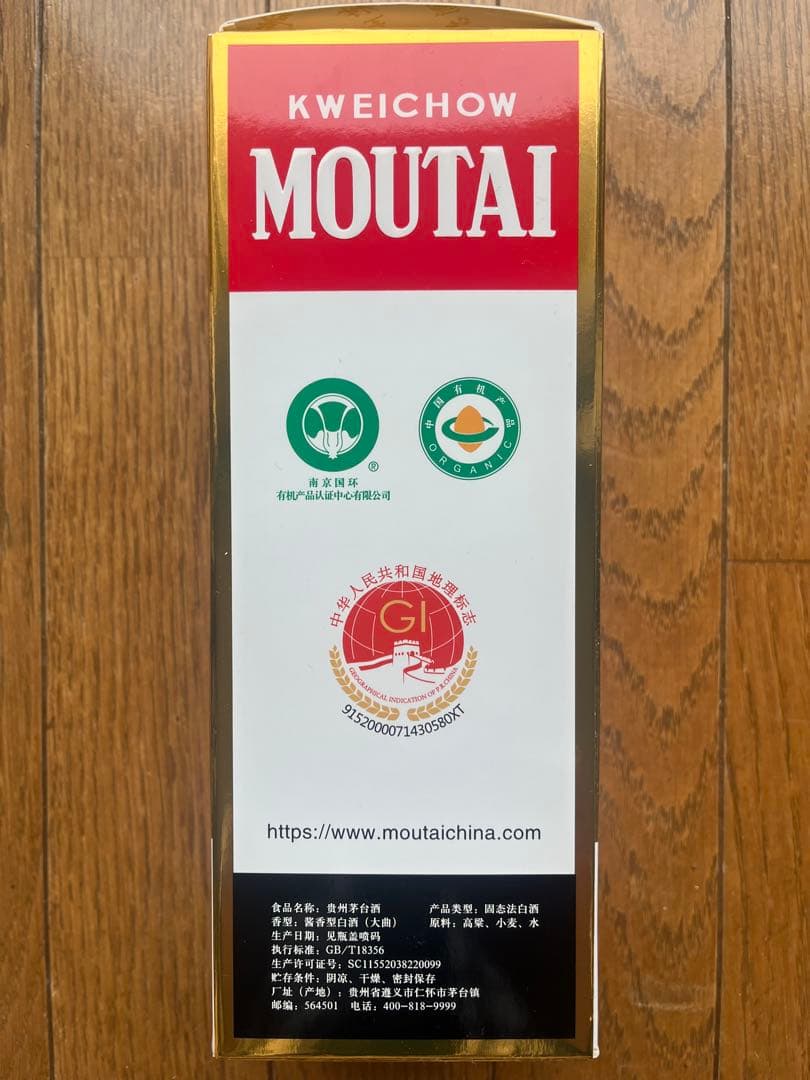 KWEICHOW
MOUTAI
®
南京国环
有机产品认证中心有限公司
中国有机产品
ORGANIC
中华人民共和国地理标志
GI
GEOGRAPHICAL INDICATION OF P.R.CHINA
9152000071430580XT
https://www.moutaichina.com
食品名称：贵州茅台酒 产品类型：固态法白酒
香型：酱香型白酒（大曲） 原料：高粱、小麦、水
生产日期：见瓶盖喷码
执行标准：GB/T18356
生产许可证号：SC11552038220099
贮存条件：阴凉、干燥、密封保存
厂址（产地）：贵州省遵义市仁怀市茅台镇
邮编：564501 电话：400-818-9999